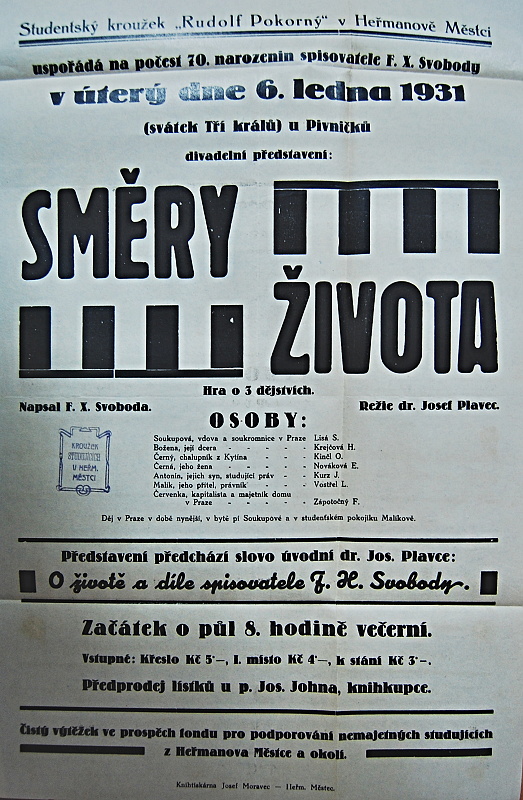 Studentský kroužek „Rudolf Pokorný" v Heřmanově Městci
uspořádá na počest 70. narozenin spisovatele F. X. Svobody
v úterý dne 6. ledna 1931
(svátek Tří králů) u Pivničků
divadelní představení:
SMĚRY
ŽIVOTA
Hra o 3 dějstvích.
Napsal F. X. Svoboda.
Režie dr. Josef Plavec.
OSOBY:
Soukupová, vdova a soukromnice v Praze Lisá S.
Božena, její dcera - - - - - Krejčová H.
Černý, chalupník z Kytína - - - - Kinčl O.
Černá, jeho žena - - - - - Nováková E.
Antonín, jejich syn, studující práv - - Kurz J.
Malík, jeho přítel, právník - - - - Vostřel L.
Červenka, kapitalista a majetník domu
v Praze - - - - - - Zápotočný F.
KROUŽEK
STUDUJÍCÍCH
U HEŘM.
MĚSTCI
Děj v Praze v době nynější, v bytě pí Soukupové a v studentském pokojíku Malíkově.
Představení předchází slovo úvodní dr. Jos. Plavce:
O životě a díle spisovatele F. X. Svobody.
Začátek o půl 8. hodině večerní.
Vstupné: Křeslo Kč 5·–, I. místo Kč 4·–, k stání Kč 3·–.
Předprodej lístků u p. Jos. Johna, knihkupce.
Čistý výtěžek ve prospěch fondu pro podporování nemajetných studujících
z Heřmanova Městce a okolí.
Knihtiskárna Josef Moravec — Heřm. Městec.